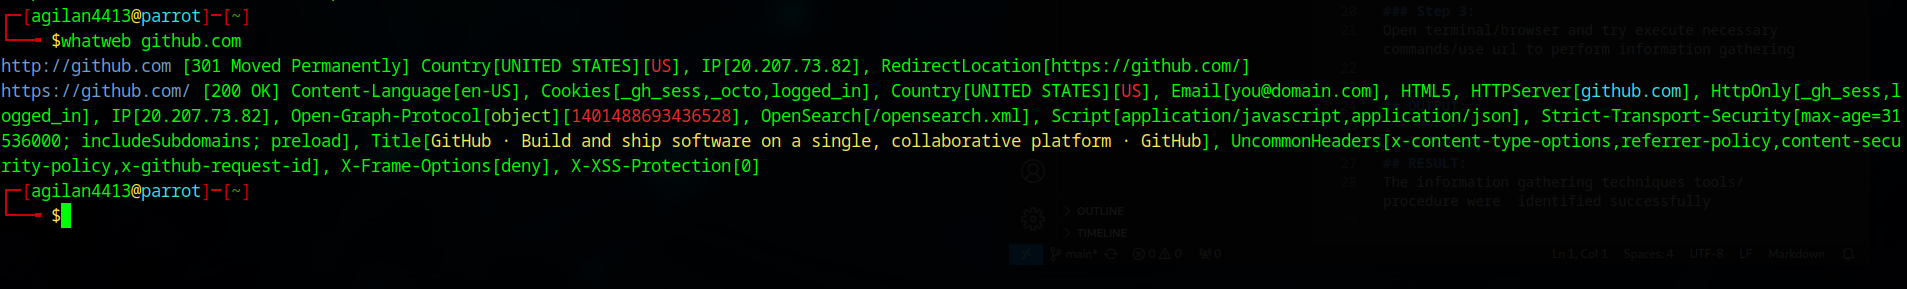 ┌─[agilan4413@parrot]─[~]
└──╼ $whatweb github.com
http://github.com [301 Moved Permanently] Country[UNITED STATES][US], IP[20.207.73.82], RedirectLocation[https://github.com/]
https://github.com/ [200 OK] Content-Language[en-US], Cookies[_gh_sess,_octo,logged_in], Country[UNITED STATES][US], Email[you@domain.com], HTML5, HTTPServer[github.com], HttpOnly[_gh_sess,l
ogged_in], IP[20.207.73.82], Open-Graph-Protocol[object][1401488693436528], OpenSearch[/opensearch.xml], Script[application/javascript,application/json], Strict-Transport-Security[max-age=31
536000; includeSubdomains; preload], Title[GitHub · Build and ship software on a single, collaborative platform · GitHub], UncommonHeaders[x-content-type-options,referrer-policy,content-secu
rity-policy,x-github-request-id], X-Frame-Options[deny], X-XSS-Protection[0]
┌─[agilan4413@parrot]─[~]
└──╼ $
20 ### Step 3:
21 Open terminal/browser and try execute necessary
commands/use url to perform information gathering
22
27 ## RESULT:
28 The information gathering techniques tools/
procedure were identified successfully
OUTLINE
TIMELINE
main* 0 0 0 Ln 1, Col 1 Spaces: 4 UTF-8 LF Markdown